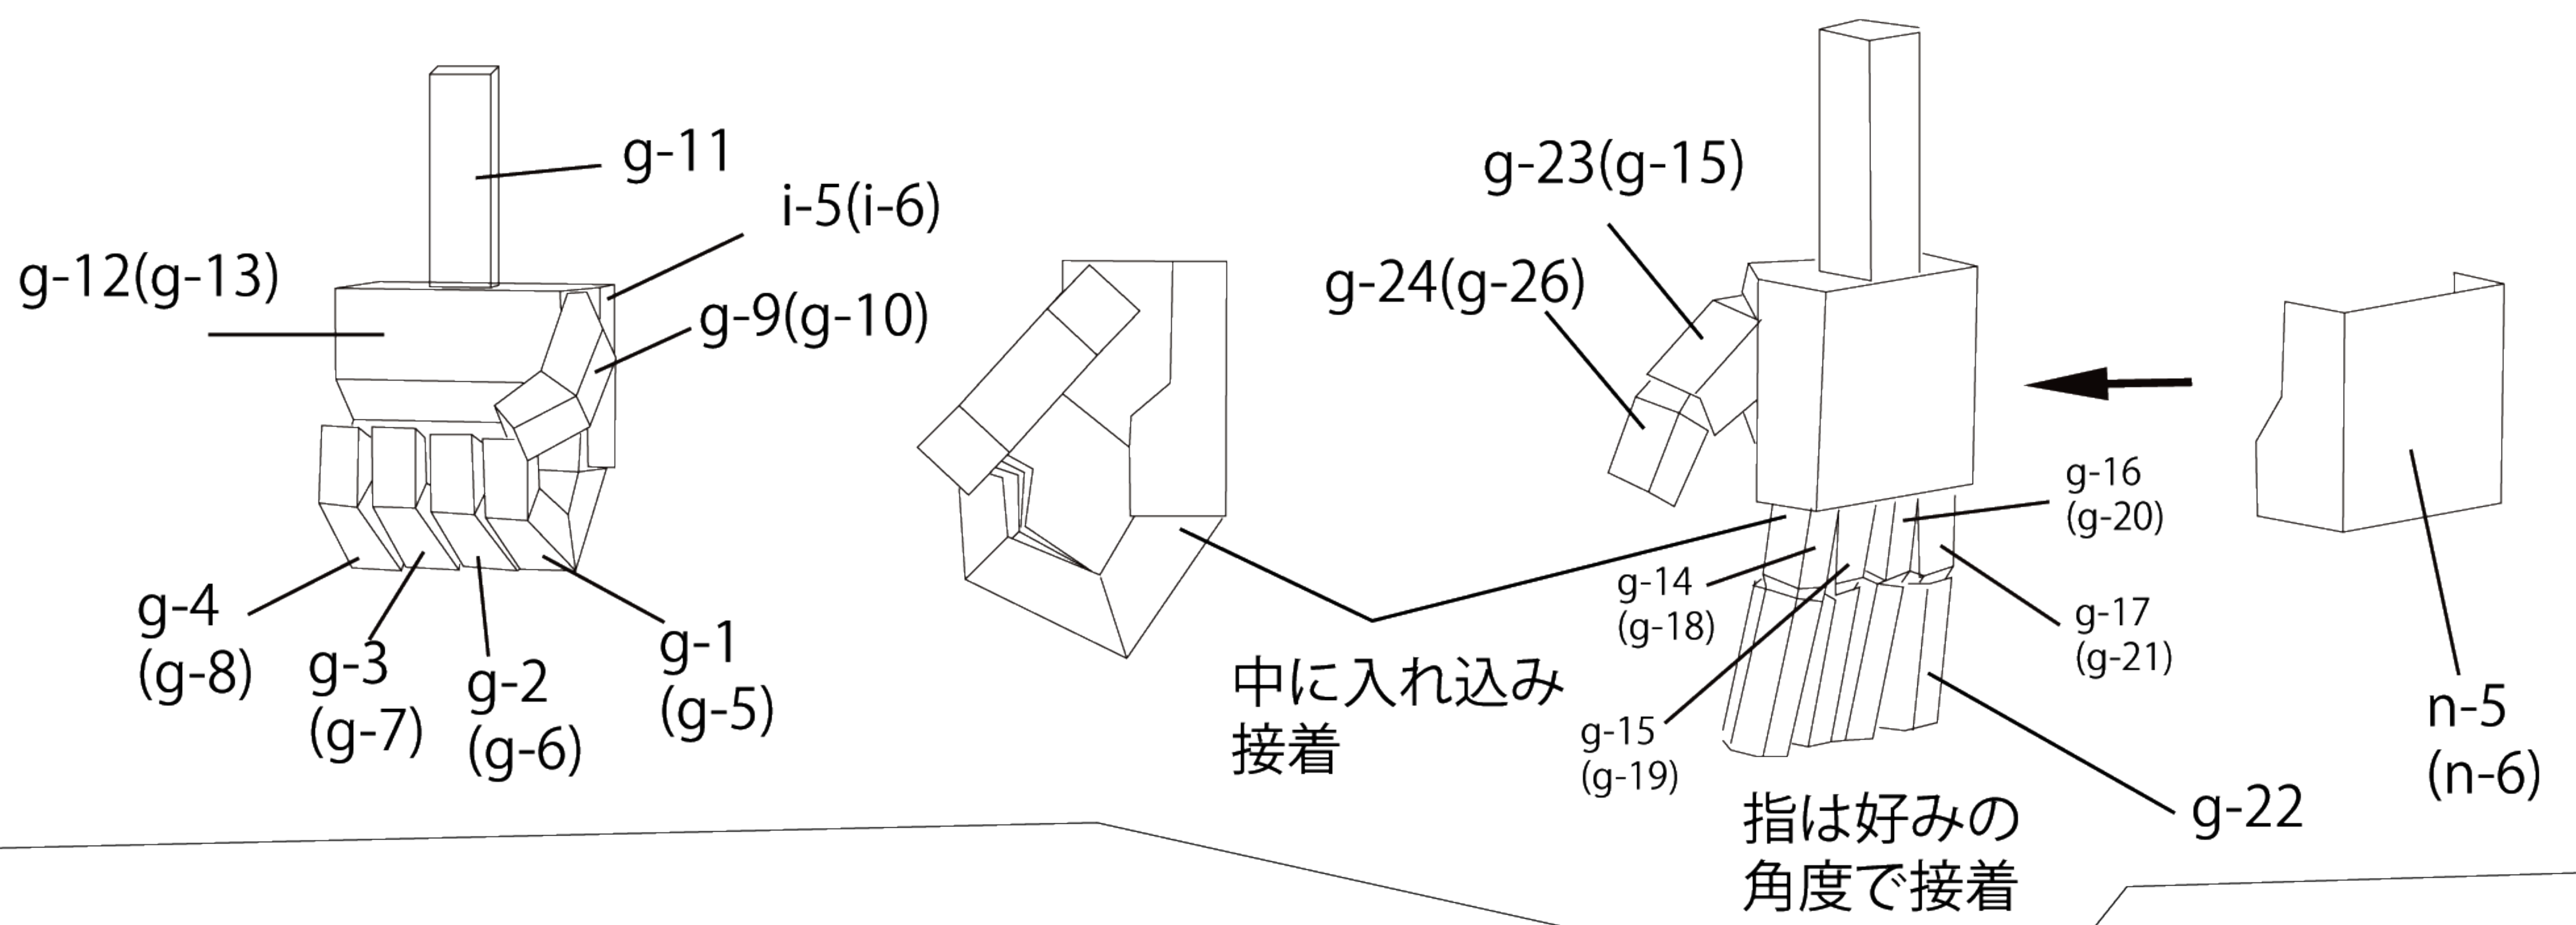 g-11
i-5(i-6)
g-12(g-13)
g-9(g-10)
g-4
(g-8)
g-3
(g-7)
g-2
(g-6)
g-1
(g-5)
中に入れ込み
接着
g-23(g-15)
g-24(g-26)
g-16
(g-20)
g-14
(g-18)
g-17
(g-21)
g-15
(g-19)
n-5
(n-6)
g-22
指は好みの
角度で接着